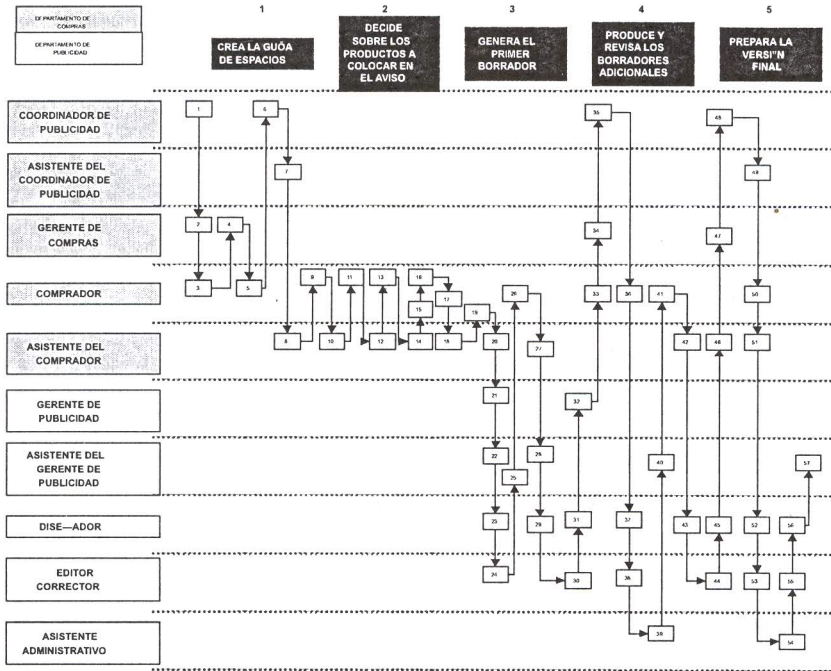 DEPARTAMENTO DE
COMPRAS
DEPARTAMENTO DE
PUBLICIDAD
1
2
3
4
5
CREA LA GUÖA
DE ESPACIOS
DECIDE
SOBRE LOS
PRODUCTOS A
COLOCAR EN
EL AVISO
GENERA EL
PRIMER
BORRADOR
PRODUCE Y
REVISA LOS
BORRADORES
ADICIONALES
PREPARA LA
VERSI"N
FINAL
COORDINADOR DE
PUBLICIDAD
1
6
35
48
ASISTENTE DEL
COORDINADOR DE
PUBLICIDAD
7
49
GERENTE DE
COMPRAS
2
4
34
47
COMPRADOR
3
5
9
11
13
15
17
19
26
33
36
41
50
ASISTENTE DEL
COMPRADOR
8
10
12
14
18
20
27
42
46
51
GERENTE DE
PUBLICIDAD
21
32
ASISTENTE DEL
GERENTE DE
PUBLICIDAD
22
25
28
40
57
DISE—ADOR
23
29
31
37
43
45
52
56
EDITOR
CORRECTOR
24
30
38
44
53
55
ASISTENTE
ADMINISTRATIVO
39
54